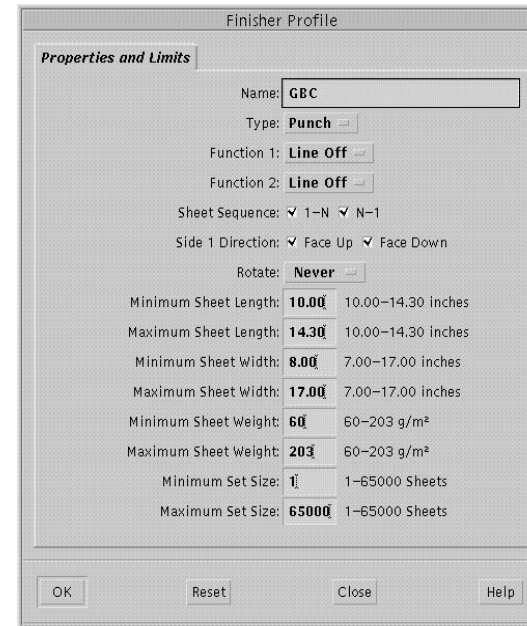 Finisher Profile
Properties and Limits
Name: GBC
Type: Punch
Function 1: Line Off
Function 2: Line Off
Sheet Sequence: 1-N N-1
Side 1 Direction: Face Up Face Down
Rotate: Never
Minimum Sheet Length: 10.00 10.00-14.30 inches
Maximum Sheet Length: 14.30 10.00-14.30 inches
Minimum Sheet Width: 8.00 7.00-17.00 inches
Maximum Sheet Width: 17.00 7.00-17.00 inches
Minimum Sheet Weight: 60 60-203 g/m²
Maximum Sheet Weight: 203 60-203 g/m²
Minimum Set Size: 1 1-65000 Sheets
Maximum Set Size: 65000 1-65000 Sheets
OK Reset Close Help